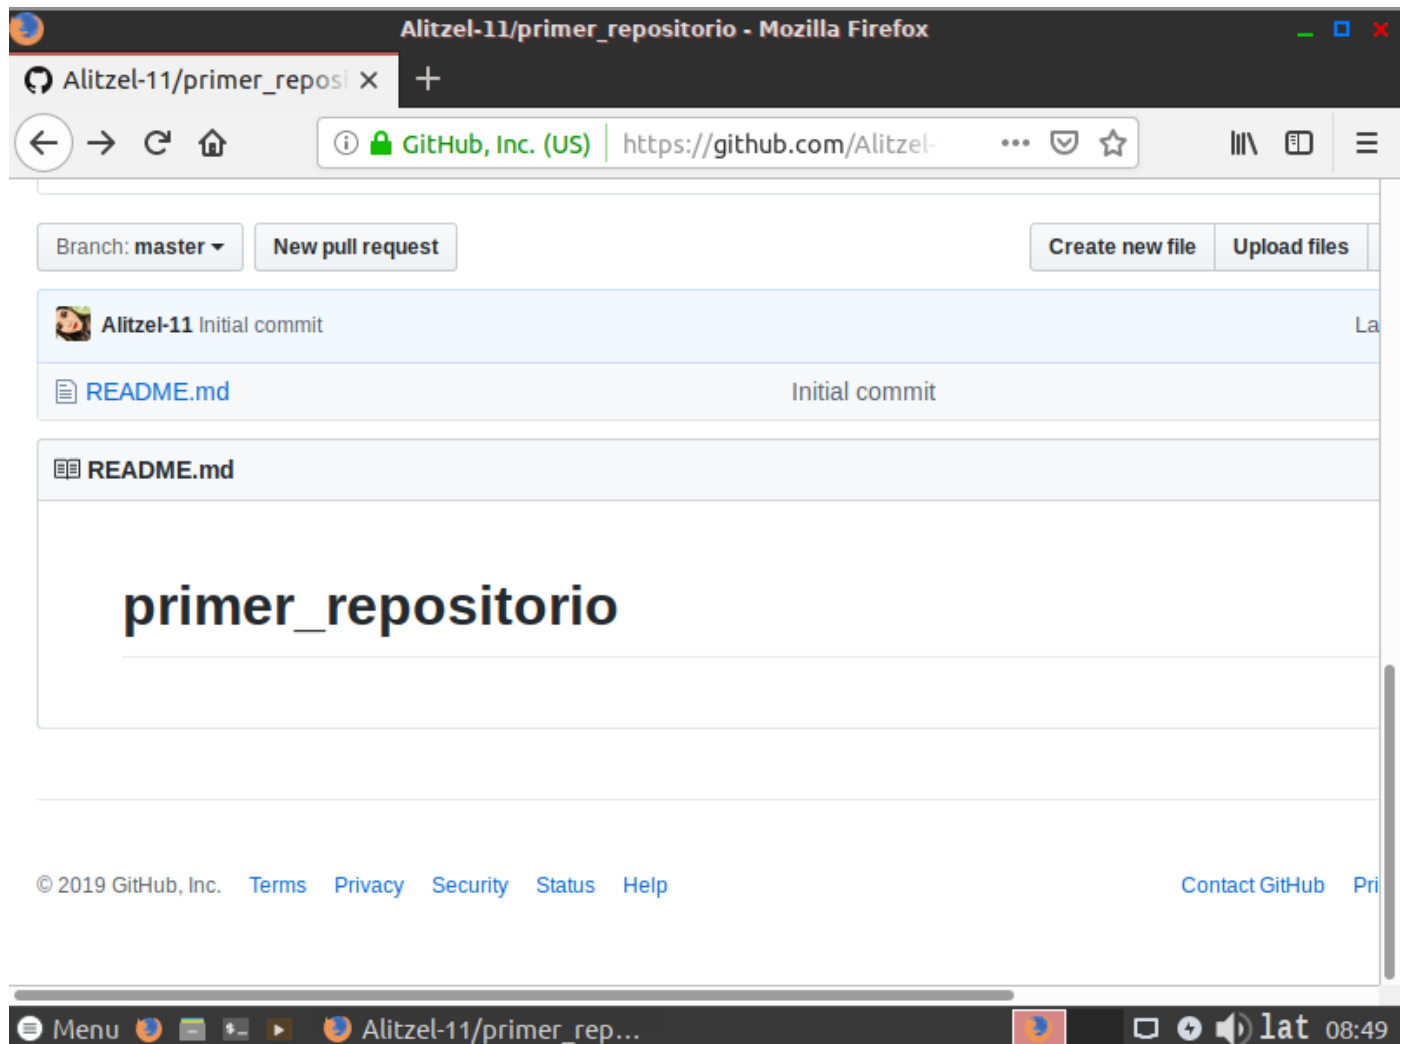 Alitzel-11/primer_repositorio - Mozilla Firefox
Alitzel-11/primer_reposi
GitHub, Inc. (US) https://github.com/Alitzel-
Branch: master New pull request Create new file Upload files
Alitzel-11 Initial commit La
README.md Initial commit
README.md
primer_repositorio
© 2019 GitHub, Inc. Terms Privacy Security Status Help Contact GitHub Pri
Menu Alitzel-11/primer_rep... lat 08:49